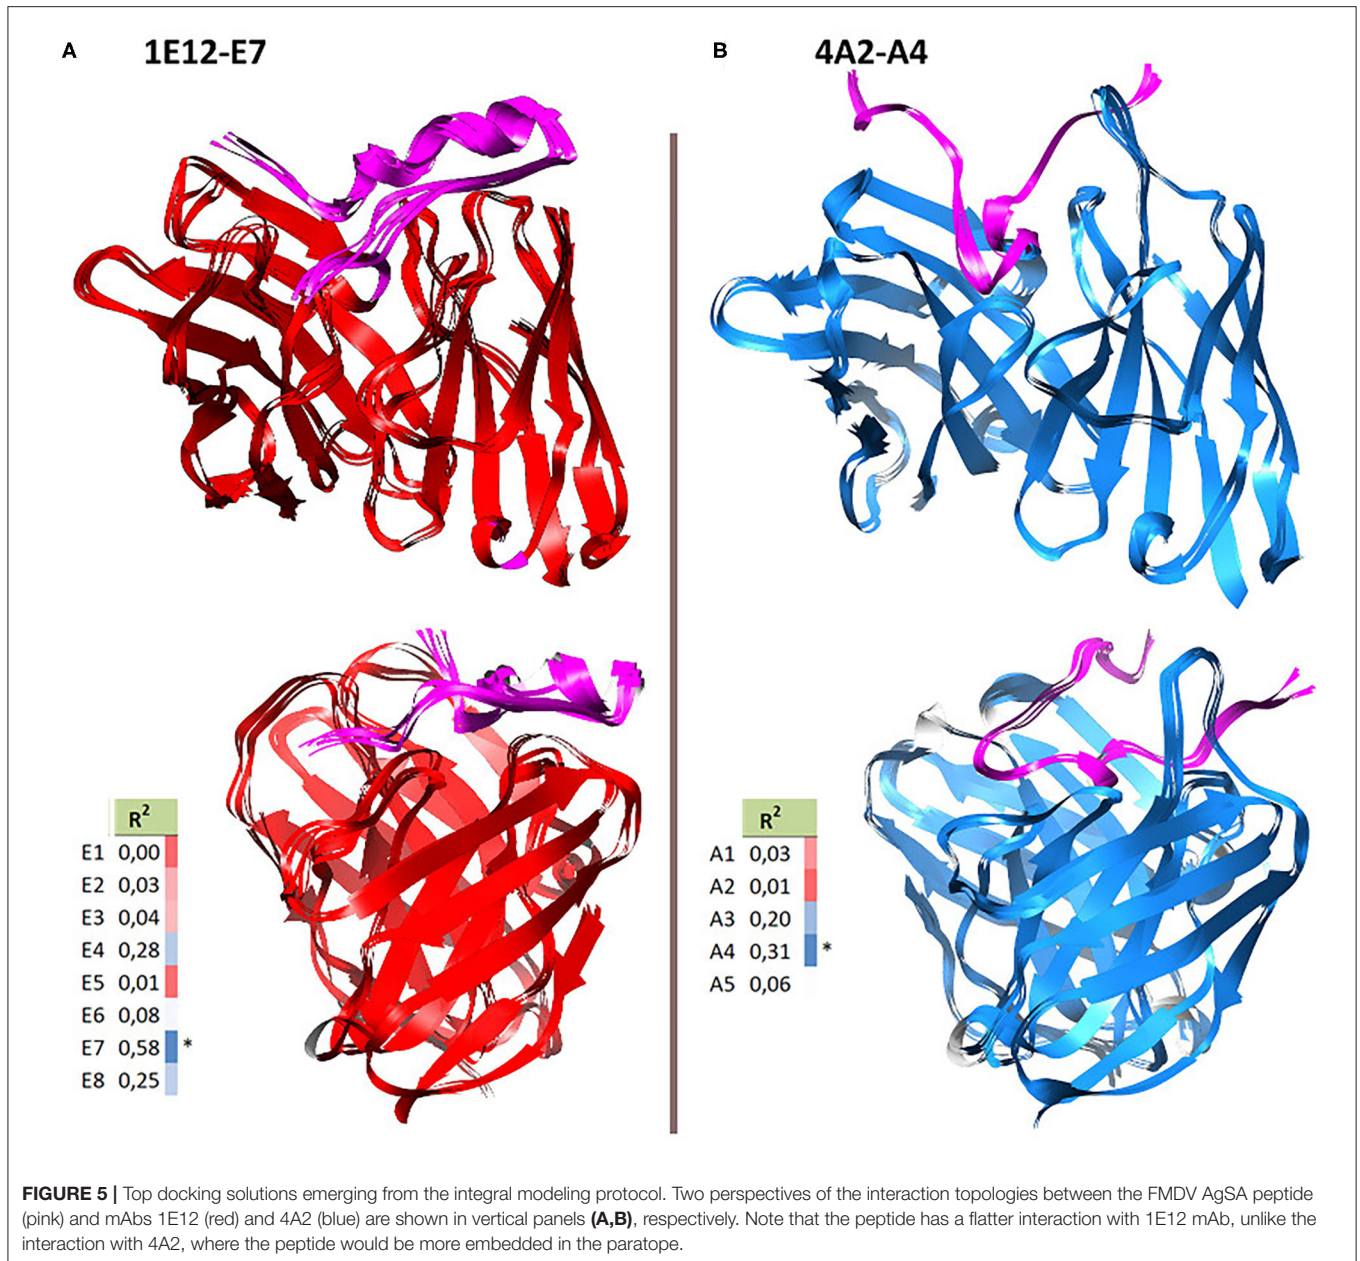 A 1E12-E7
B 4A2-A4
R²
E1 0,00
E2 0,03
E3 0,04
E4 0,28
E5 0,01
E6 0,08
E7 0,58 *
E8 0,25
R²
A1 0,03
A2 0,01
A3 0,20
A4 0,31 *
A5 0,06
FIGURE 5 | Top docking solutions emerging from the integral modeling protocol. Two perspectives of the interaction topologies between the FMDV AgSA peptide
(pink) and mAbs 1E12 (red) and 4A2 (blue) are shown in vertical panels (A,B), respectively. Note that the peptide has a flatter interaction with 1E12 mAb, unlike the
interaction with 4A2, where the peptide would be more embedded in the paratope.